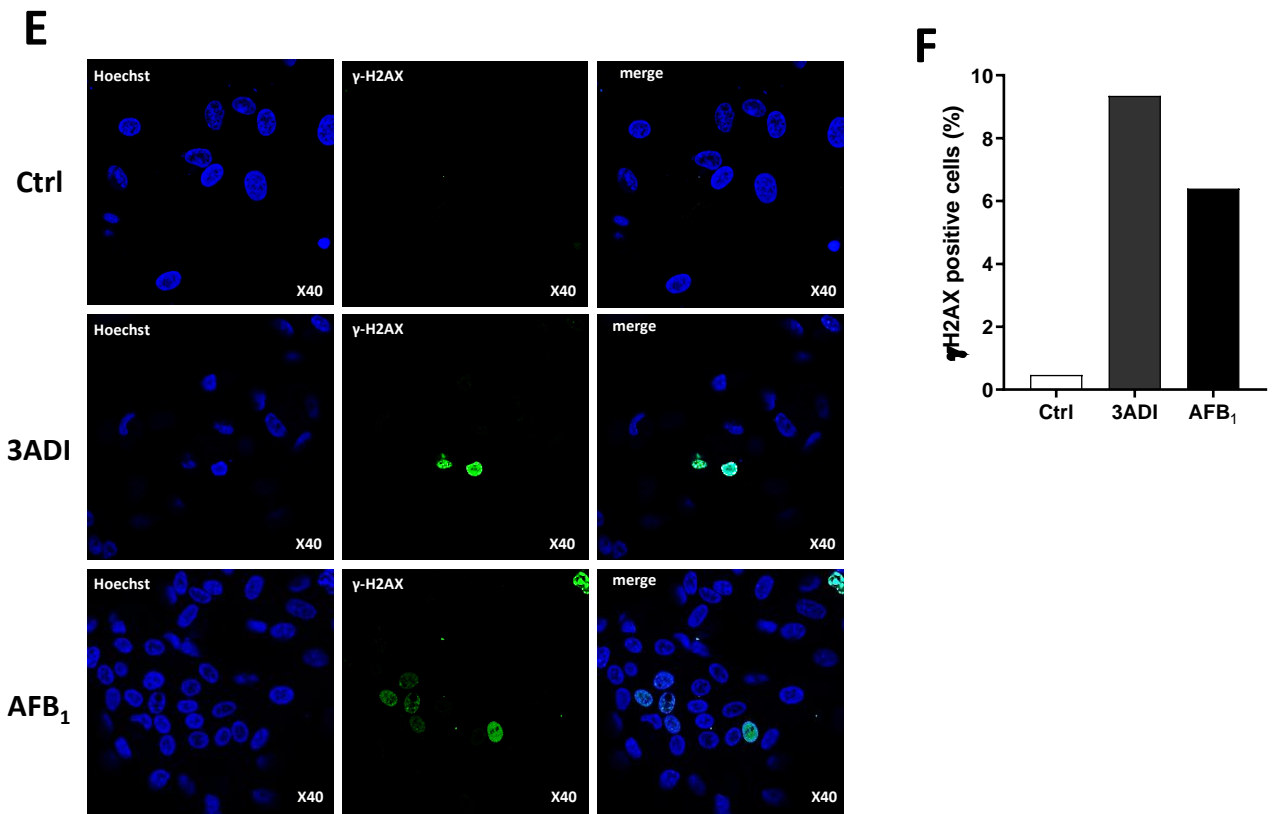 E
Hoechst
γ-H2AX
merge
Ctrl
X40
X40
X40
Hoechst
γ-H2AX
merge
3ADI
X40
X40
X40
Hoechst
γ-H2AX
merge
AFB₁
X40
X40
X40
F
γH2AX positive cells (%)
10
8
6
4
2
0
Ctrl 3ADI AFB₁